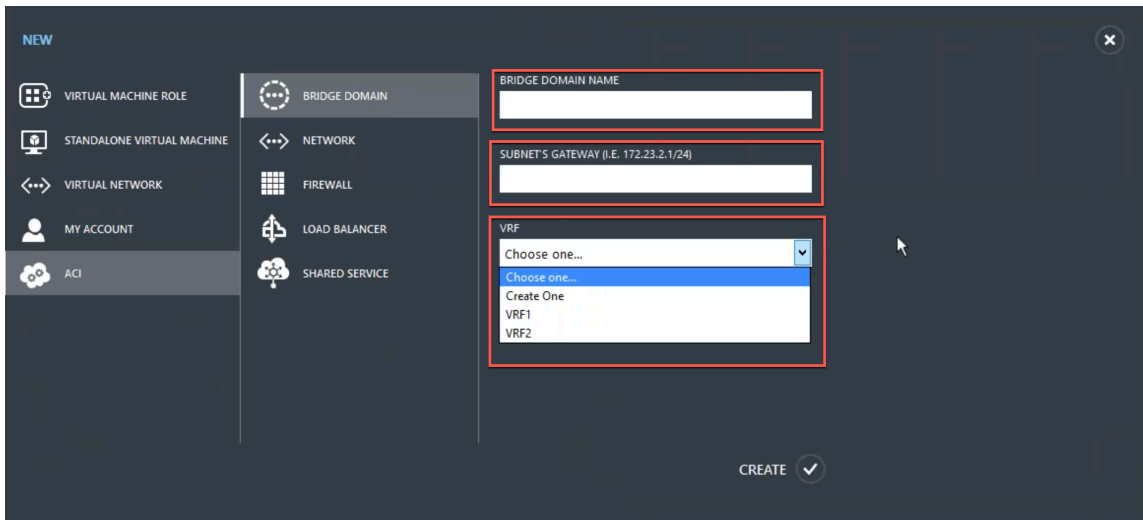 NEW
VIRTUAL MACHINE ROLE
STANDALONE VIRTUAL MACHINE
VIRTUAL NETWORK
MY ACCOUNT
ACI
BRIDGE DOMAIN
NETWORK
FIREWALL
LOAD BALANCER
SHARED SERVICE
BRIDGE DOMAIN NAME
SUBNET'S GATEWAY (I.E. 172.23.2.1/24)
VRF
Choose one...
Choose one...
Create One
VRF1
VRF2
CREATE